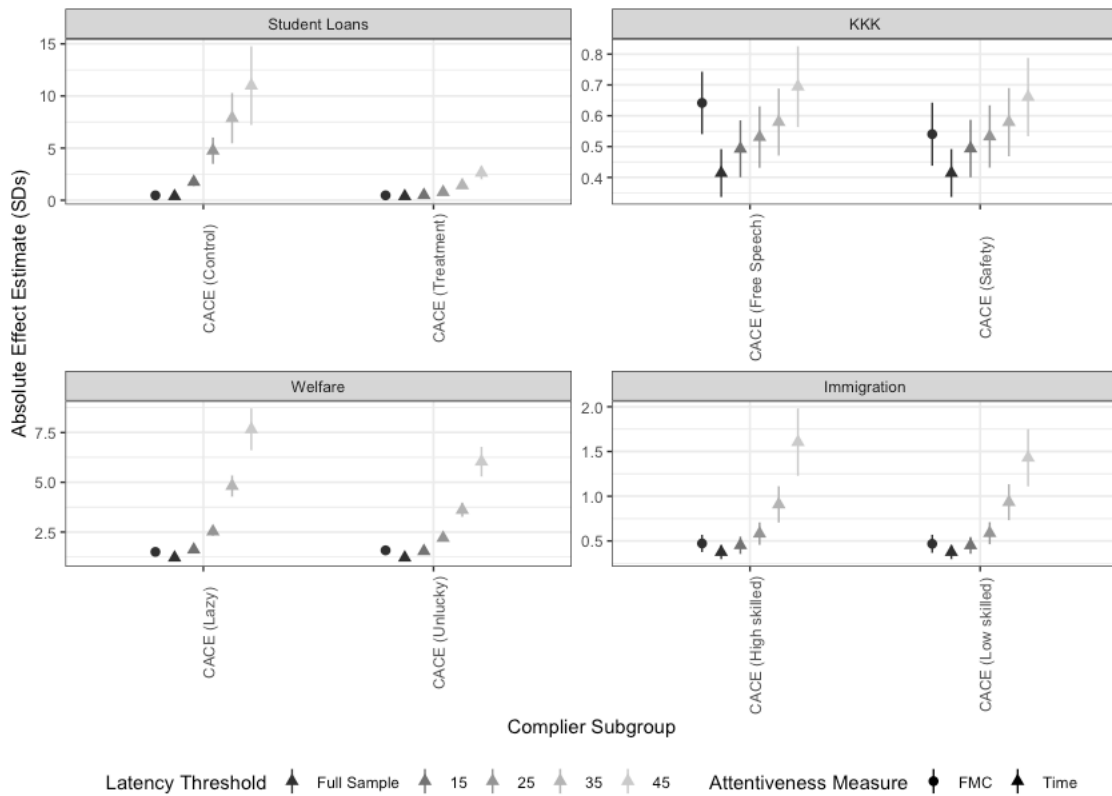 Student Loans
KKK
15
10
5
0
0.8
0.7
0.6
0.5
0.4
CACE (Control)
CACE (Treatment)
CACE (Free Speech)
CACE (Safety)
Absolute Effect Estimate (SDs)
Welfare
Immigration
7.5
5.0
2.5
2.0
1.5
1.0
0.5
CACE (Lazy)
CACE (Unlucky)
CACE (High skilled)
CACE (Low skilled)
Complier Subgroup
Latency Threshold Full Sample 15 25 35 45 Attentiveness Measure FMC Time